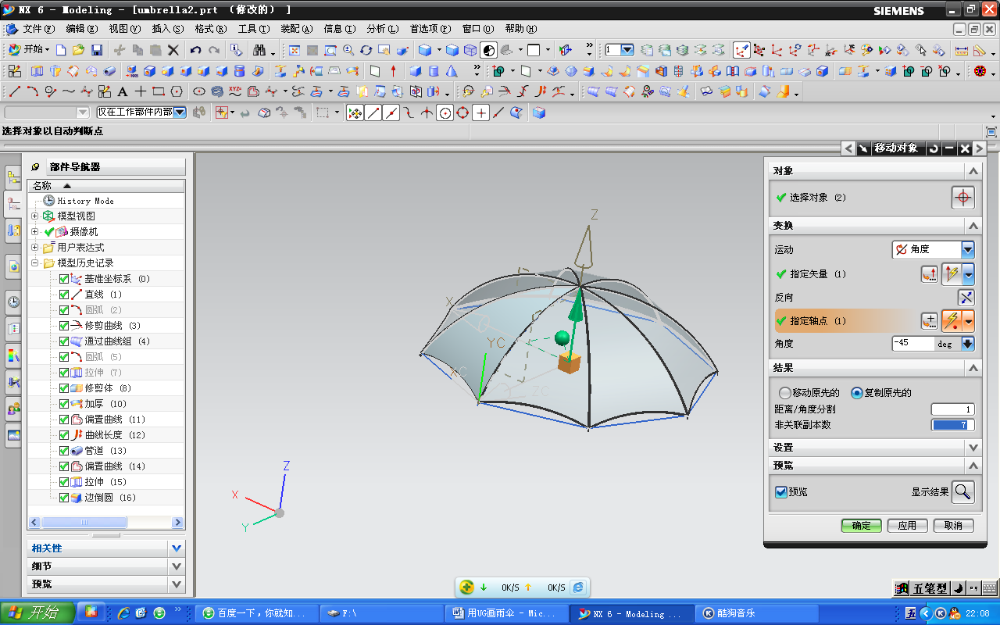 NX 6 - Modeling - [umbrella2.prt （修改的） ]
SIEMENS
文件(F) 编辑(E) 视图(V) 插入(S) 格式(R) 工具(T) 装配(A) 信息(I) 分析(L) 首选项(P) 窗口(O) 帮助(H)
开始
1
仅在工作部件内部
选择对象以自动判断点
部件导航器
名称
History Mode
模型视图
摄像机
用户表达式
模型历史记录
基准坐标系 (0)
直线 (1)
圆弧 (2)
修剪曲线 (3)
通过曲线组 (4)
圆弧 (5)
拉伸 (7)
修剪体 (8)
加厚 (10)
偏置曲线 (11)
曲线长度 (12)
管道 (13)
偏置曲线 (14)
拉伸 (15)
边倒圆 (16)
相关性
细节
预览
Z
X
YC
XC
ZC
Z
X
Y
移动对象
对象
选择对象 (2)
变换
运动
角度
指定矢量 (1)
反向
指定轴点 (1)
角度
-45
deg
结果
移动原先的
复制原先的
距离/角度分割
1
非关联副本数
7
设置
预览
预览
显示结果
确定
应用
取消
0K/S
0K/S
五笔型
开始
百度一下，你就知...
F:\
用UG画雨伞 - Mic...
NX 6 - Modeling ...
酷狗音乐
五
22:08